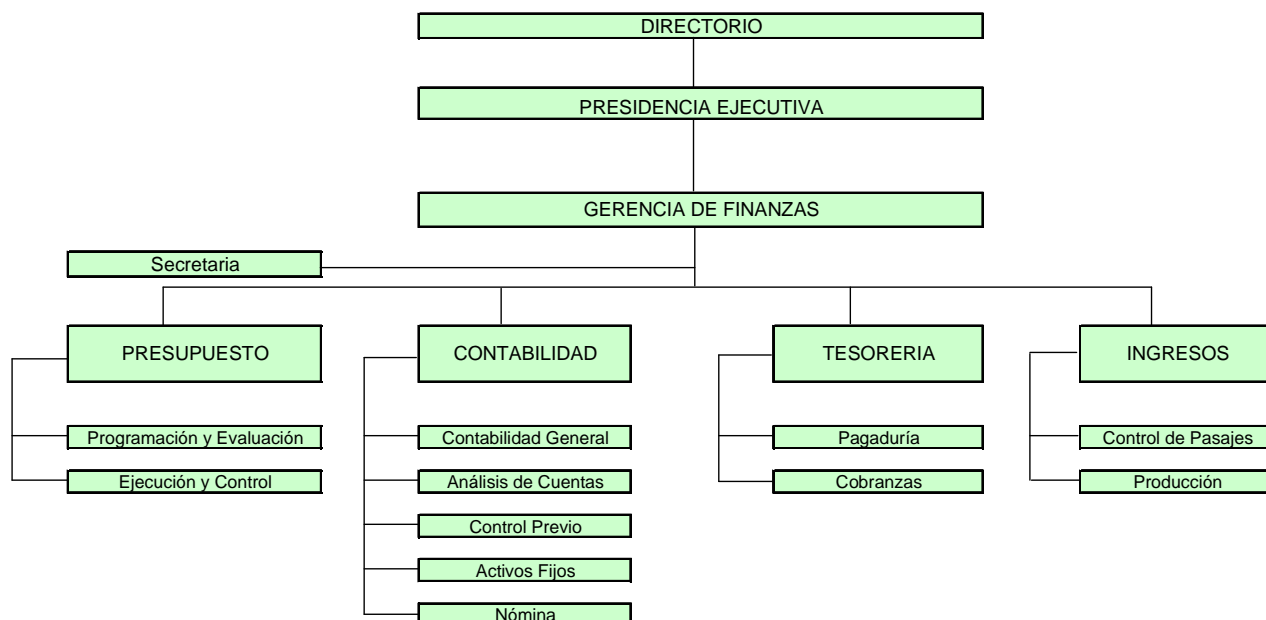 DIRECTORIO
PRESIDENCIA EJECUTIVA
GERENCIA DE FINANZAS
Secretaria
PRESUPUESTO
CONTABILIDAD
TESORERIA
INGRESOS
Programación y Evaluación
Contabilidad General
Pagaduría
Control de Pasajes
Ejecución y Control
Análisis de Cuentas
Cobranzas
Producción
Control Previo
Activos Fijos
Nómina